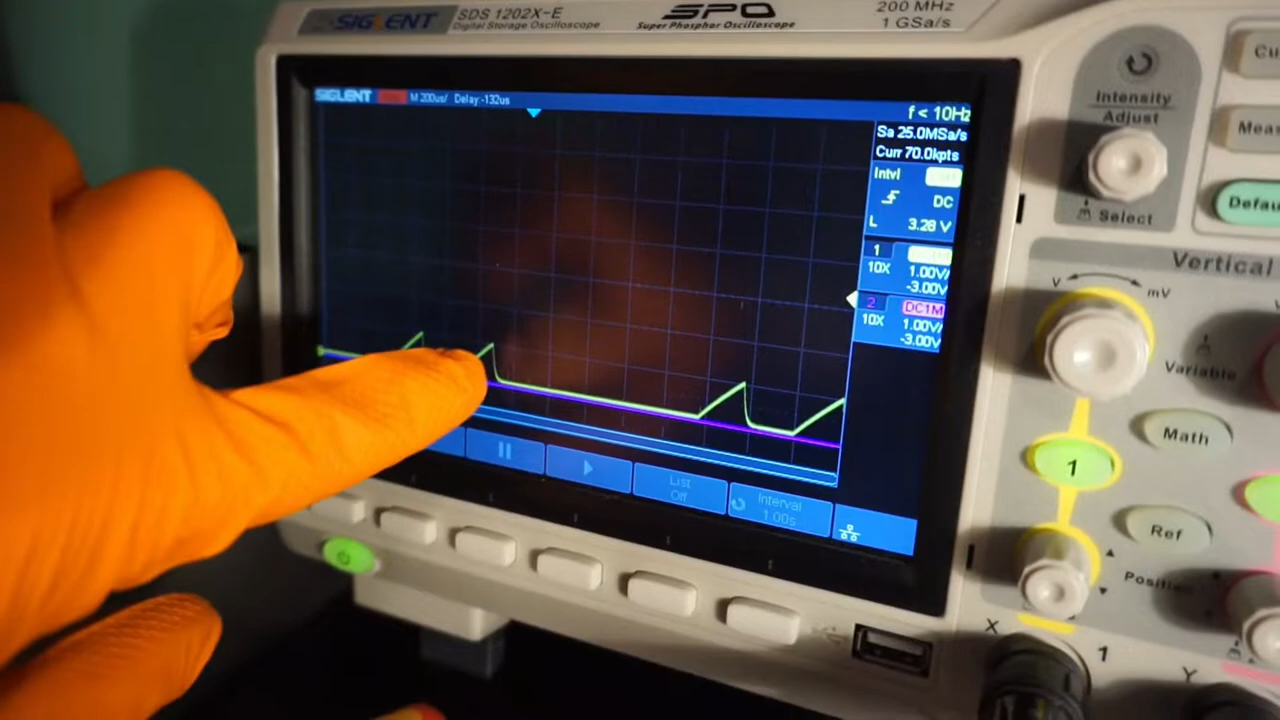 SIGLENT
SDS 1202X-E
Digital Storage Oscilloscope
SPO
Super Phosphor Oscilloscope
200 MHz
1 GSa/s
SIGLENT
M 200us/ Delay:-132us
f < 10Hz
Sa 25.0MSa/s
Curr 70.0kpts
Intvl
DC
L 3.28 V
1
10X 1.00V/
-3.00V
2 DC1M
10X 1.00V/
-3.00V
List
Off
Interval
1.00s
Intensity
Adjust
Select
Cu
Meas
Defau
Vertical
V
mV
Variable
Math
1
Ref
Position
X
1
Y